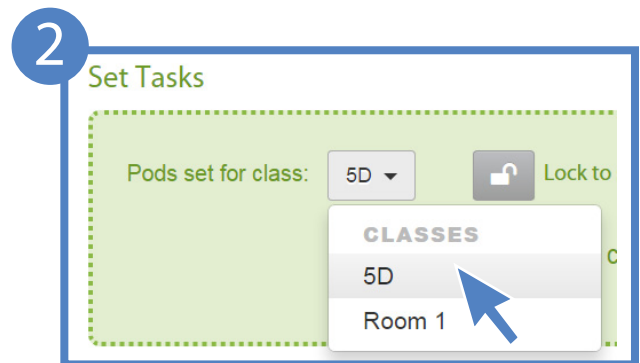 2
Set Tasks
Pods set for class: 5D Lock to
CLASSES
5D
Room 1